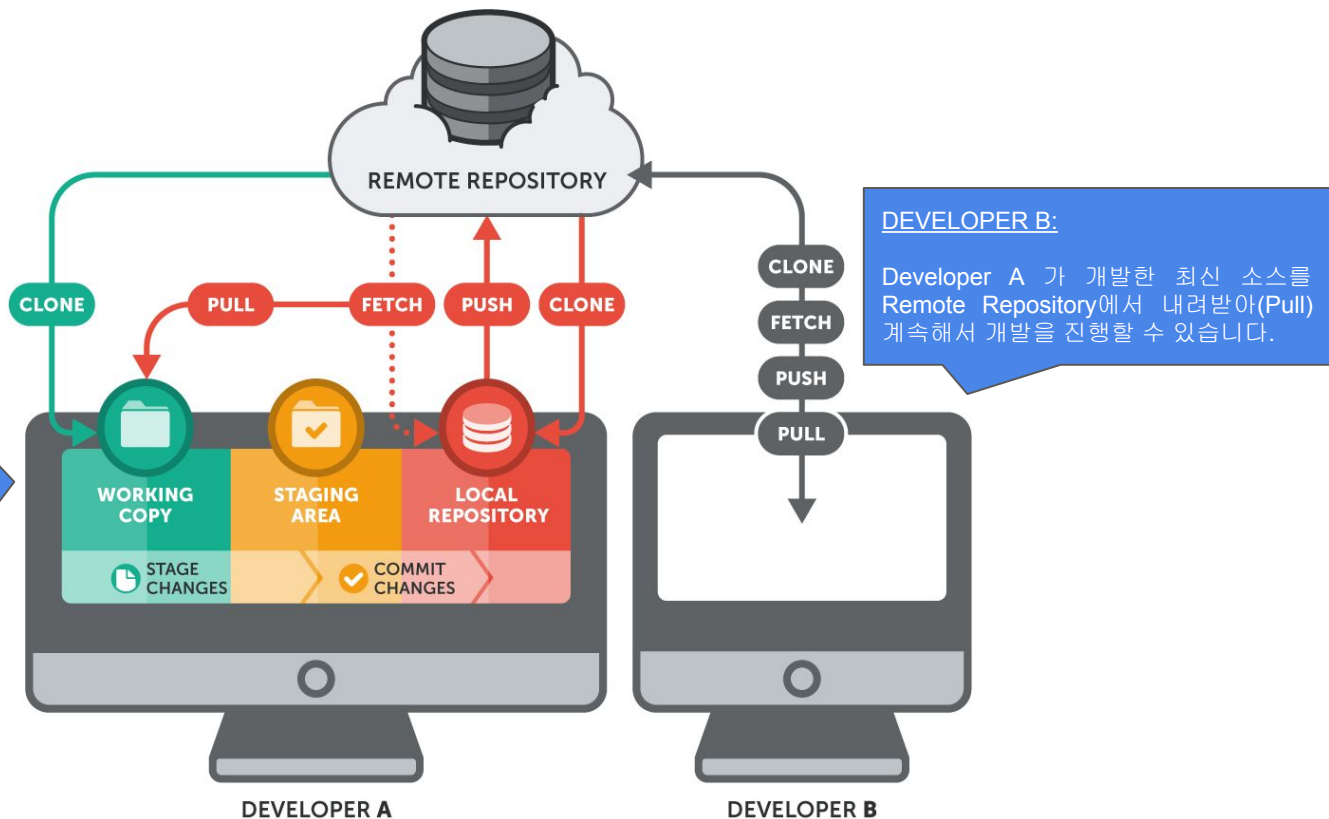 REMOTE REPOSITORY
CLONE
PULL
FETCH
PUSH
CLONE
WORKING
COPY
STAGING
AREA
LOCAL
REPOSITORY
STAGE
CHANGES
COMMIT
CHANGES
DEVELOPER A
CLONE
FETCH
PUSH
PULL
DEVELOPER B
DEVELOPER B:
Developer A 가 개발한 최신 소스를
Remote Repository에서 내려받아(Pull)
계속해서 개발을 진행할 수 있습니다.